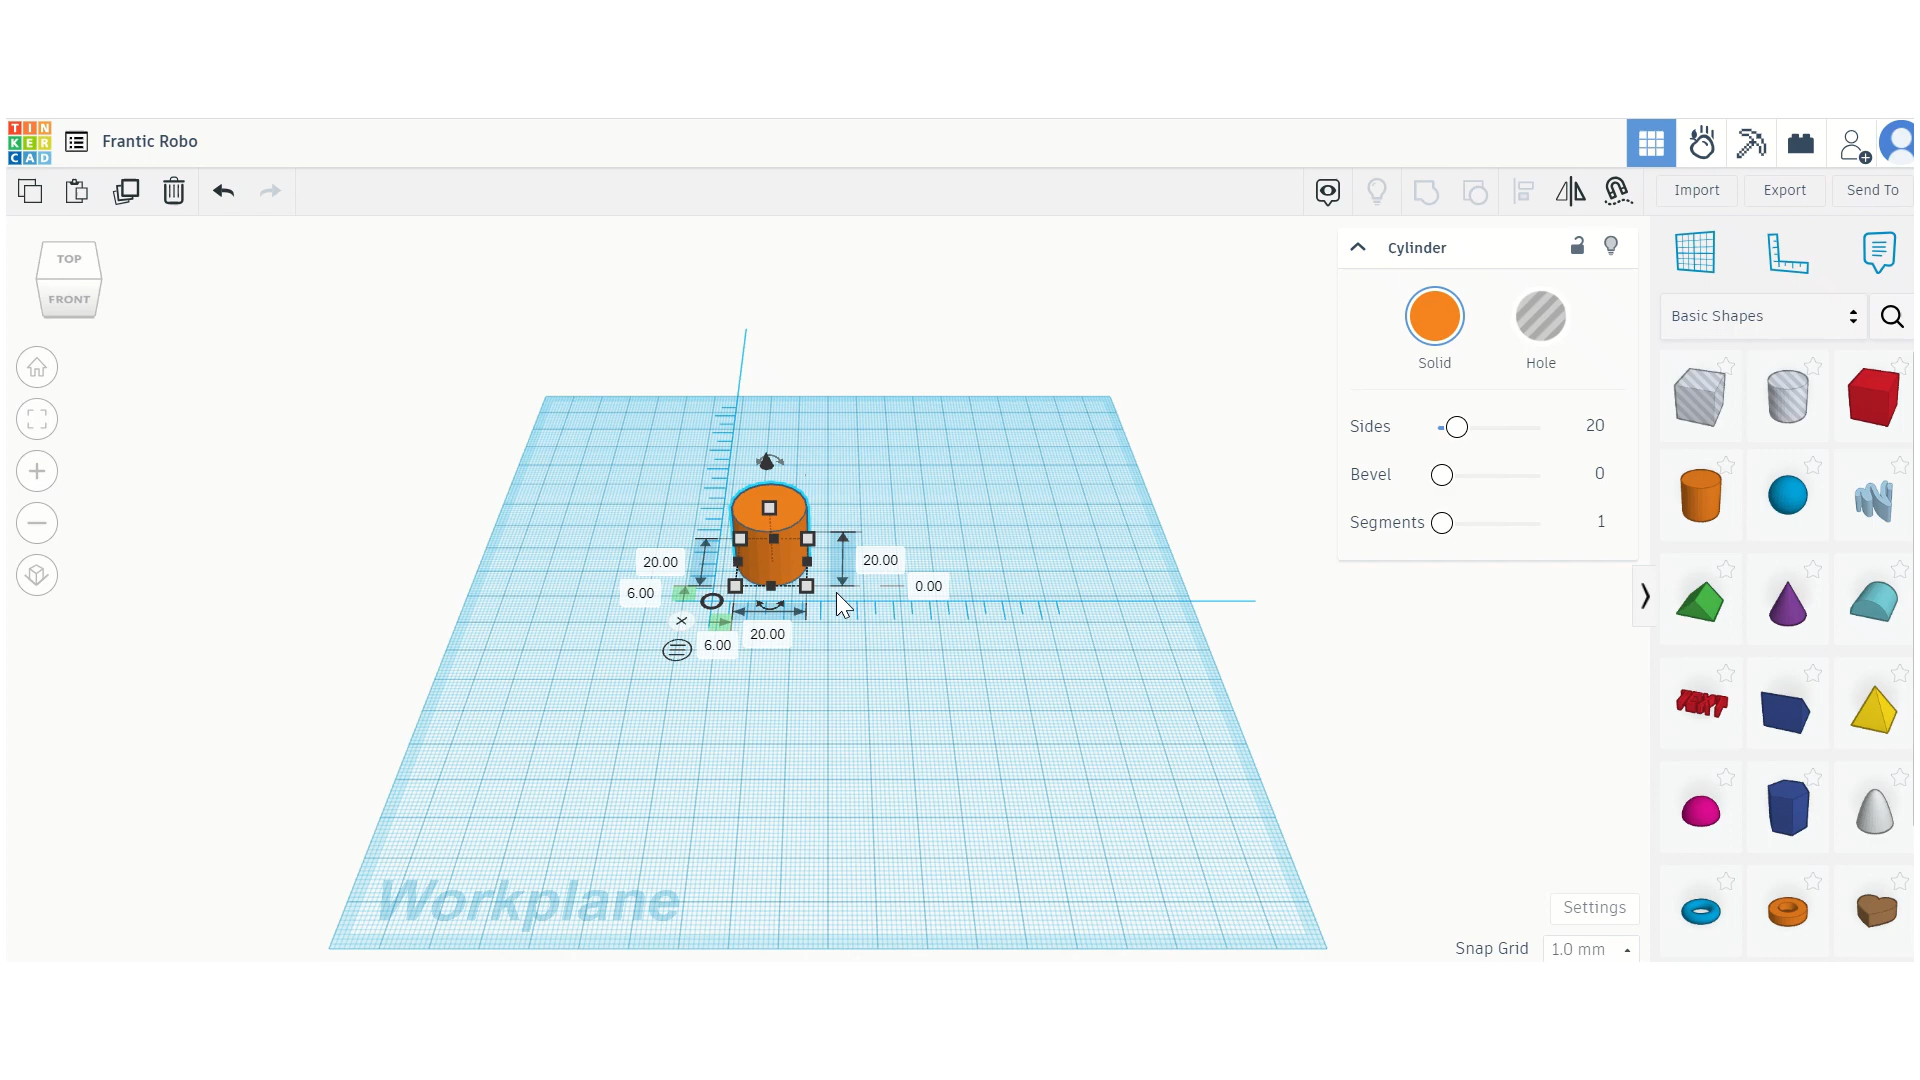 TIN
KER
CAD
Frantic Robo
Import
Export
Send To
TOP
FRONT
Cylinder
Solid
Hole
Sides
20
Bevel
0
Segments
1
Basic Shapes
20.00
20.00
6.00
0.00
20.00
6.00
TEXT
Workplane
Settings
Snap Grid
1.0 mm